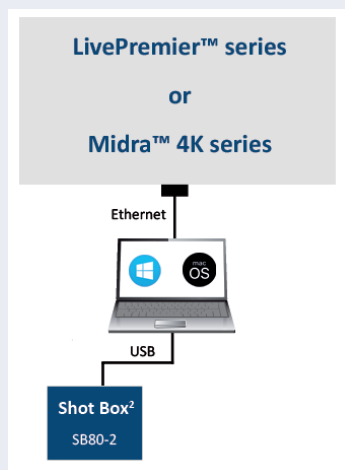 LivePremier™ series
or
Midra™ 4K series
Ethernet
mac
OS
USB
Shot Box²
SB80-2